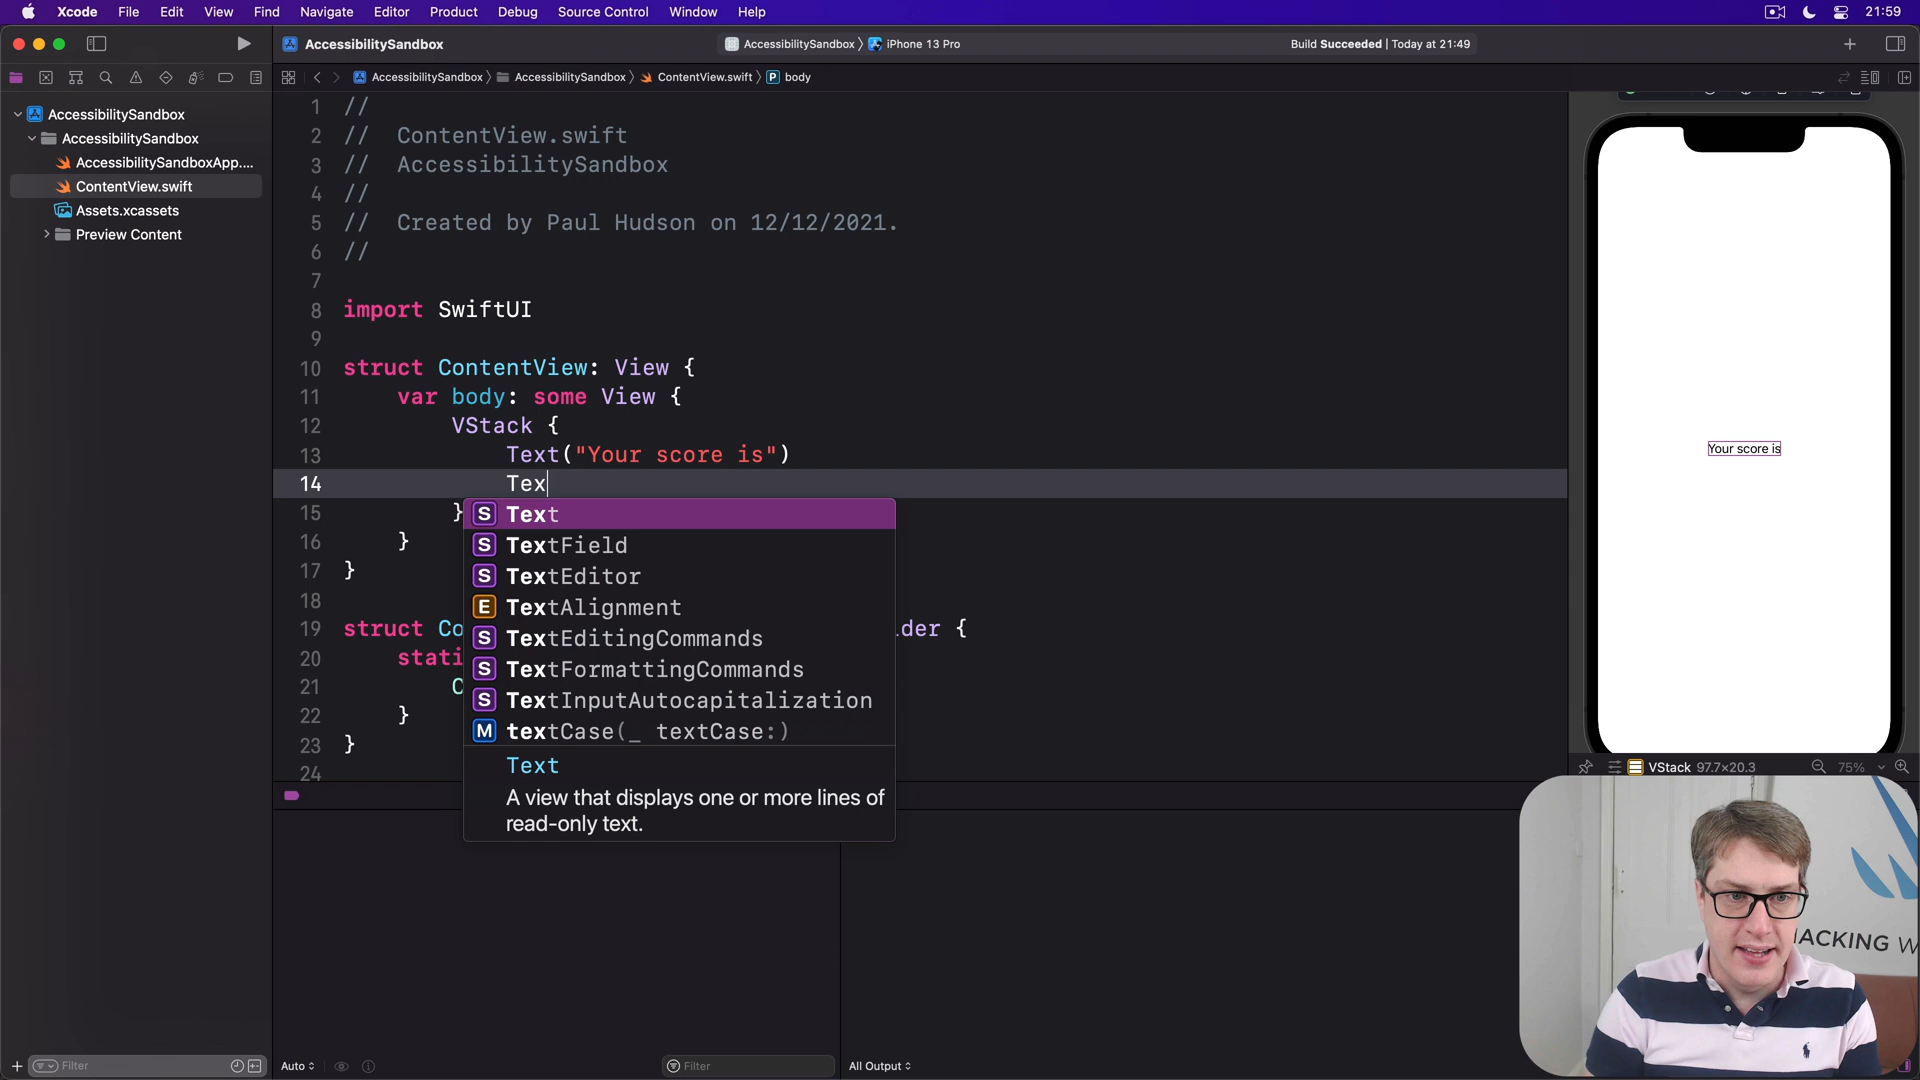 Xcode File Edit View Find Navigate Editor Product Debug Source Control Window Help 21:59
AccessibilitySandbox AccessibilitySandbox iPhone 13 Pro Build Succeeded | Today at 21:49
AccessibilitySandbox AccessibilitySandbox ContentView.swift P body
AccessibilitySandbox
AccessibilitySandbox
AccessibilitySandboxApp....
ContentView.swift
Assets.xcassets
Preview Content
1 //
2 // ContentView.swift
3 // AccessibilitySandbox
4 //
5 // Created by Paul Hudson on 12/12/2021.
6 //
7
8 import SwiftUI
9
10 struct ContentView: View {
11 var body: some View {
12 VStack {
13 Text("Your score is")
14 Tex
15 }
16 }
17 }
18
19 struct Co lder {
20 stati
21 C
22 }
23 }
24
S Text
S TextField
S TextEditor
E TextAlignment
S TextEditingCommands
S TextFormattingCommands
S TextInputAutocapitalization
M textCase(_ textCase:)
Text
A view that displays one or more lines of
read-only text.
Your score is
VStack 97.7×20.3 75%
HACKING W
Filter Auto Filter All Output